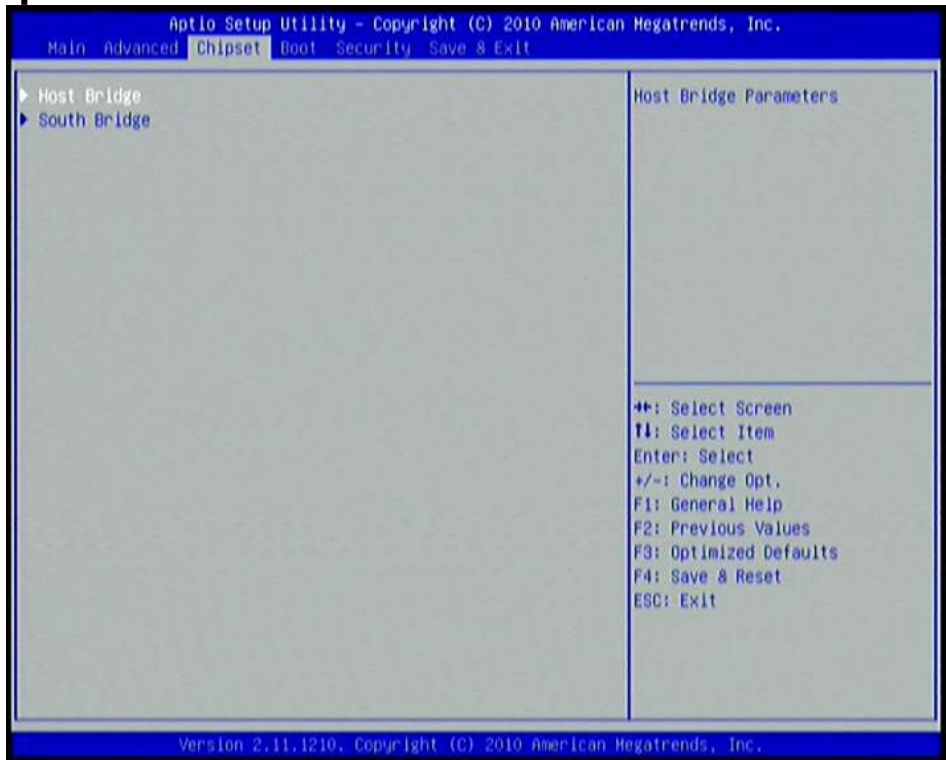 Aptio Setup Utility - Copyright (C) 2010 American Megatrends, Inc.
Main Advanced Chipset Boot Security Save & Exit
Host Bridge
South Bridge
Host Bridge Parameters
→←: Select Screen
↑↓: Select Item
Enter: Select
+/-: Change Opt.
F1: General Help
F2: Previous Values
F3: Optimized Defaults
F4: Save & Reset
ESC: Exit
Version 2.11.1210. Copyright (C) 2010 American Megatrends, Inc.